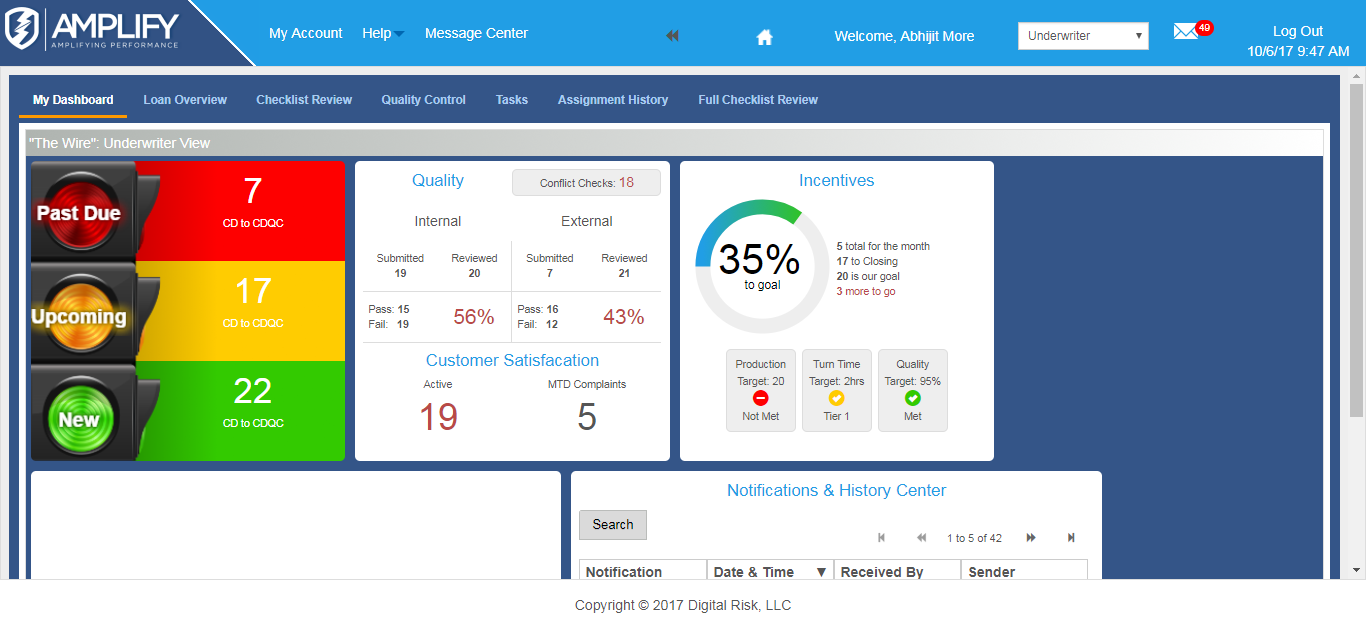 AMPLIFY
AMPLIFYING PERFORMANCE
My Account Help Message Center
Welcome, Abhijit More
Underwriter
49
Log Out
10/6/17 9:47 AM
My Dashboard Loan Overview Checklist Review Quality Control Tasks Assignment History Full Checklist Review
"The Wire": Underwriter View
Past Due
7
CD to CDQC
Upcoming
17
CD to CDQC
New
22
CD to CDQC
Quality
Conflict Checks: 18
Internal External
Submitted Reviewed Submitted Reviewed
19 20 7 21
Pass: 15 56% Pass: 16 43%
Fail: 19 Fail: 12
Customer Satisfacation
Active MTD Complaints
19 5
Incentives
35%
to goal
5 total for the month
17 to Closing
20 is our goal
3 more to go
Production Turn Time Quality
Target: 20 Target: 2hrs Target: 95%
Not Met Tier 1 Met
Notifications & History Center
Search
1 to 5 of 42
Notification Date & Time ▼ Received By Sender
Copyright © 2017 Digital Risk, LLC